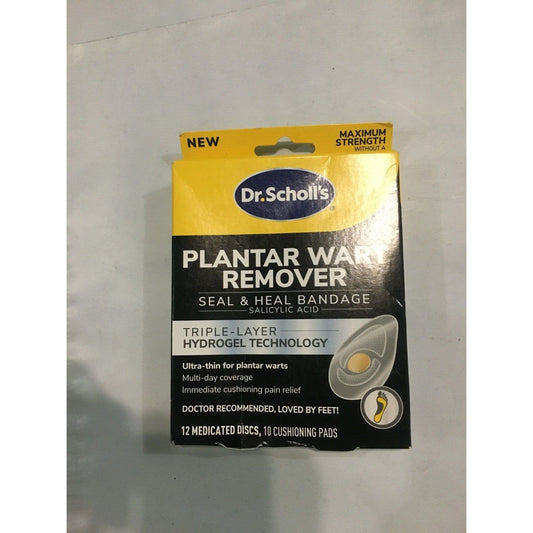 NEW
MAXIMUM
STRENGTH
WITHOUT A
Dr.Scholl's
PLANTAR WART
REMOVER
SEAL & HEAL BANDAGE
SALICYLIC ACID
TRIPLE-LAYER
HYDROGEL TECHNOLOGY
Ultra-thin for plantar warts
Multi-day coverage
Immediate cushioning pain relief
DOCTOR RECOMMENDED, LOVED BY FEET!
12 MEDICATED DISCS, 10 CUSHIONING PADS